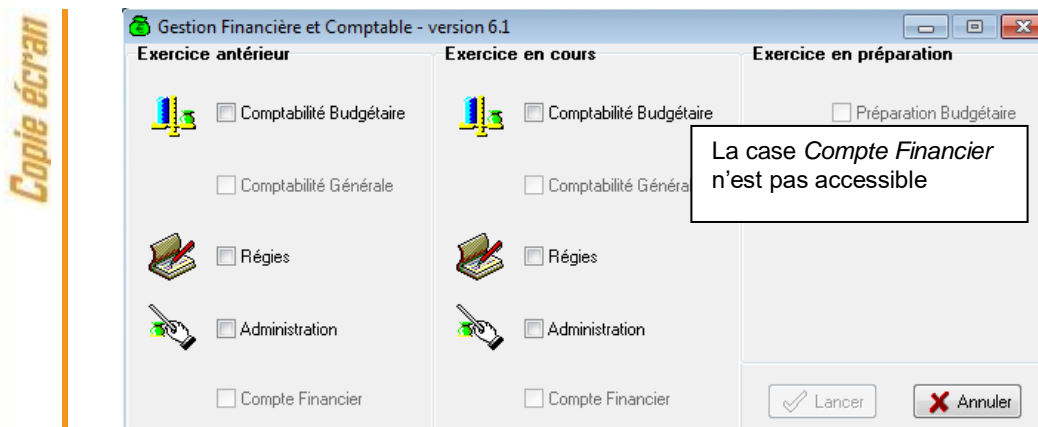 Copie écran
Gestion Financière et Comptable - version 6.1
Exercice antérieur
Comptabilité Budgétaire
Comptabilité Générale
Régies
Administration
Compte Financier
Exercice en cours
Comptabilité Budgétaire
Comptabilité Généra
Régies
Administration
Compte Financier
Exercice en préparation
Préparation Budgétaire
La case Compte Financier
n'est pas accessible
Lancer
Annuler